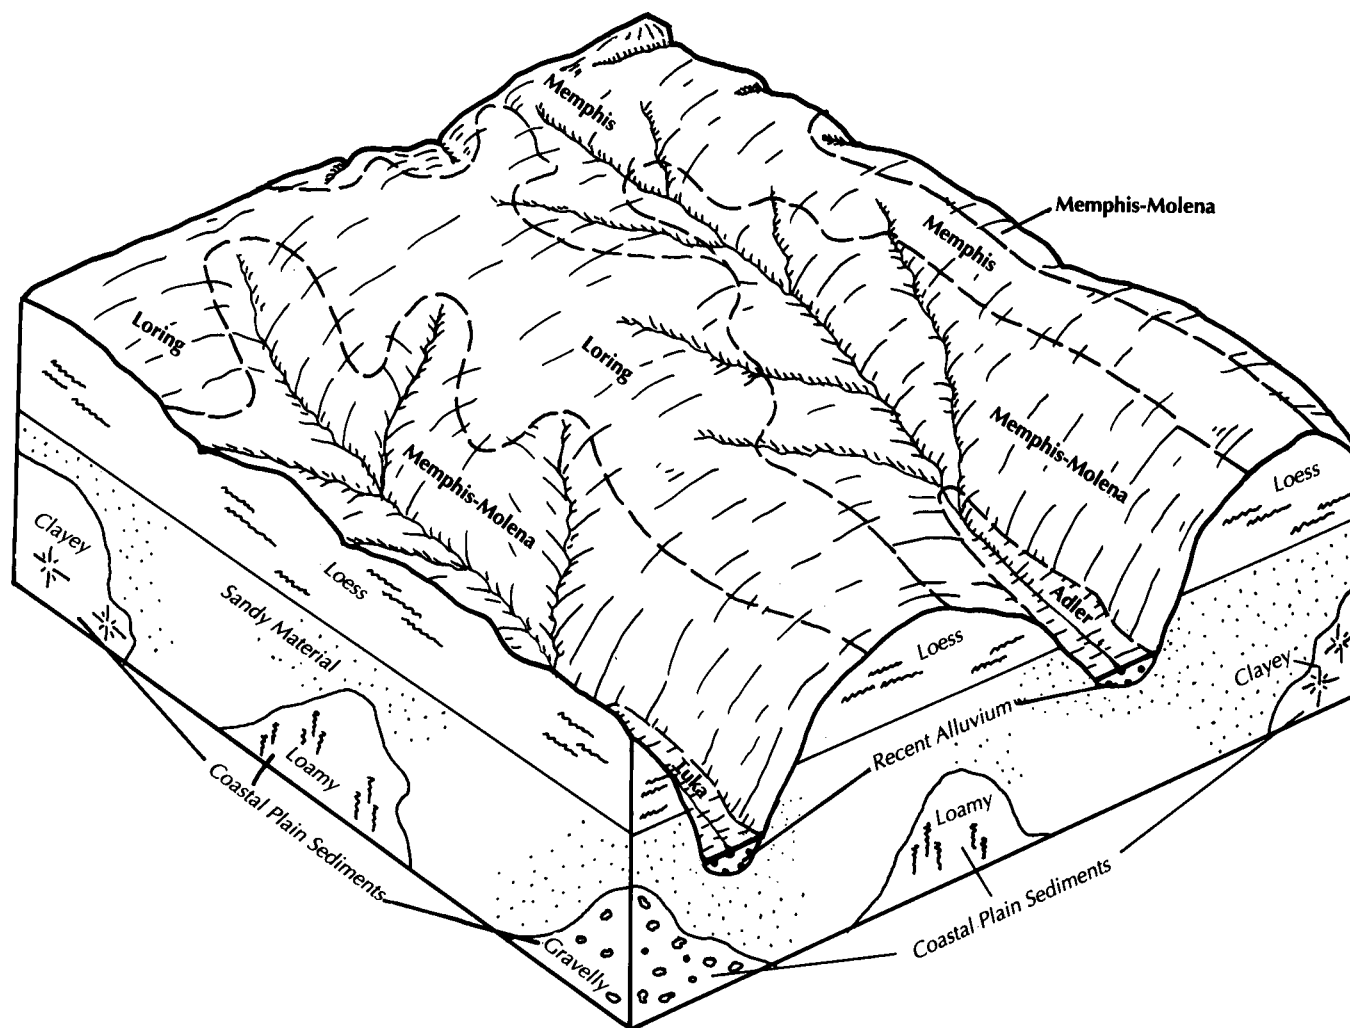 Memphis
Memphis-Molena
Memphis
Loring
Loring
Memphis-Molena
Memphis-Molena
Loess
Clayey
Loess
Sandy Material
Adler
Loess
Clayey
Recent Alluvium
Iuka
Loamy
Loamy
Coastal Plain Sediments
Coastal Plain Sediments
Gravelly